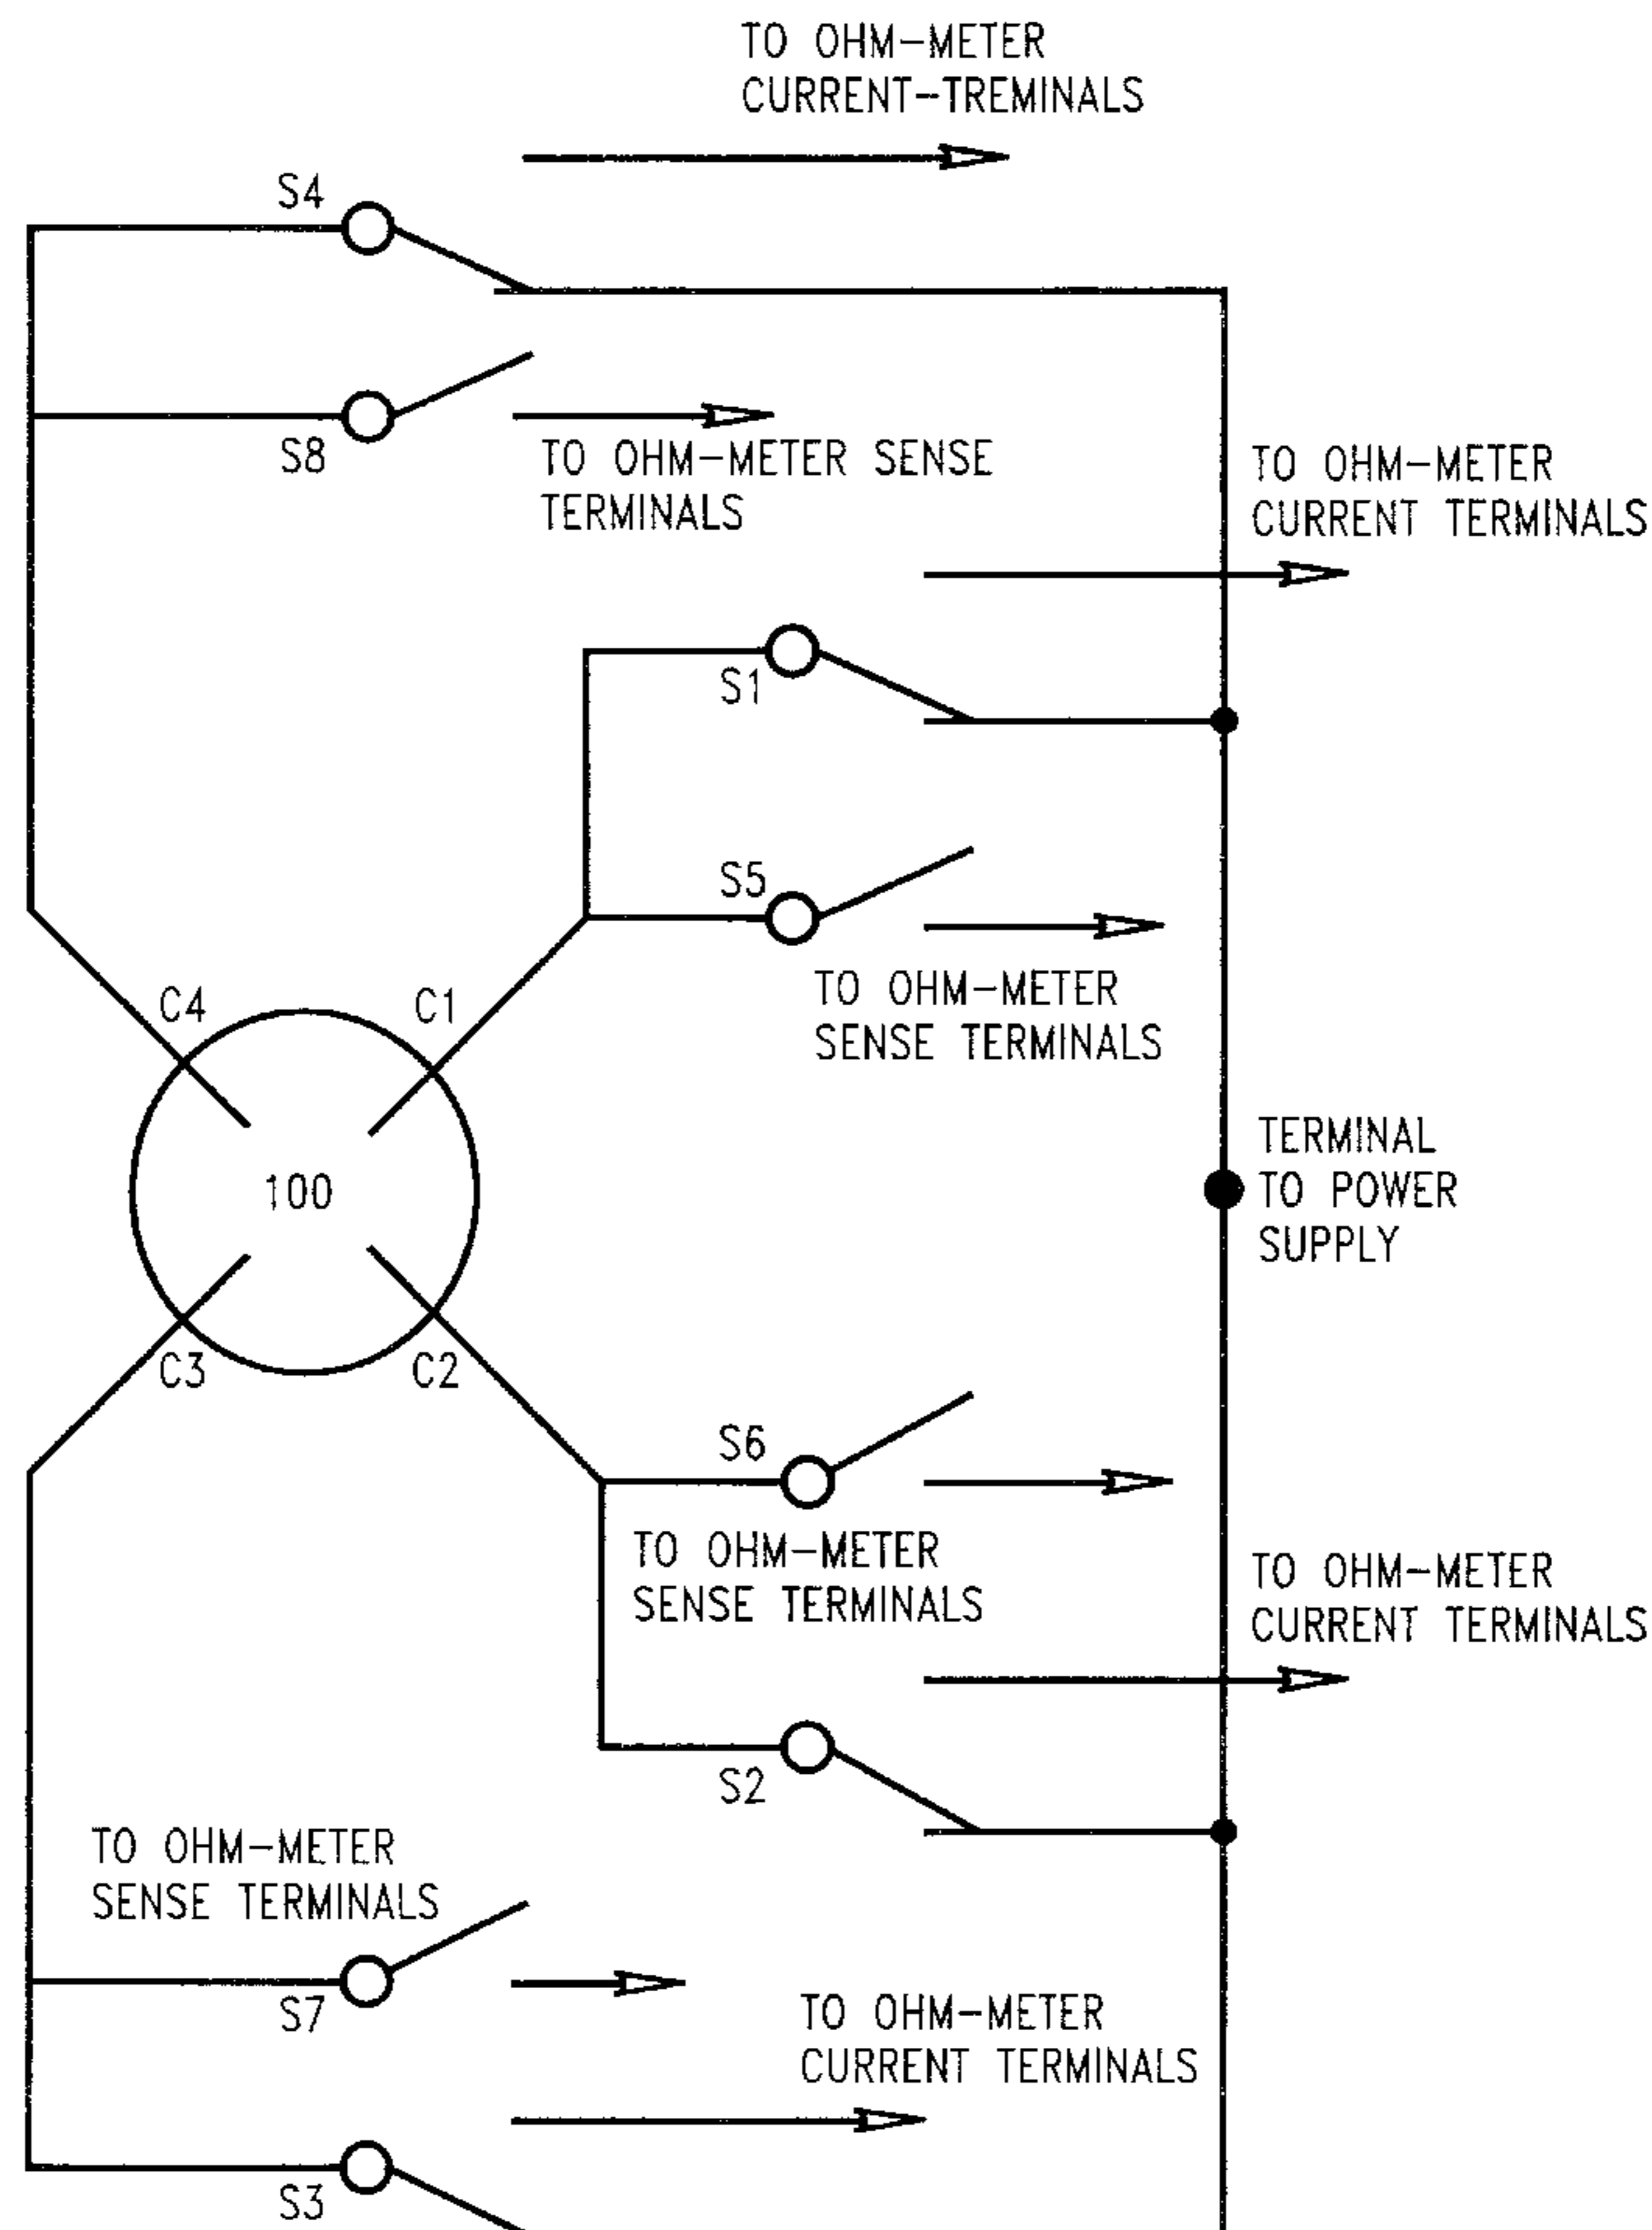 TO OHM-METER
CURRENT-TREMINALS
S4
S8
TO OHM-METER SENSE
TERMINALS
TO OHM-METER
CURRENT TERMINALS
S1
S5
TO OHM-METER
SENSE TERMINALS
C4
C1
100
TERMINAL
TO POWER
SUPPLY
C3
C2
S6
TO OHM-METER
SENSE TERMINALS
TO OHM-METER
CURRENT TERMINALS
S2
TO OHM-METER
SENSE TERMINALS
S7
TO OHM-METER
CURRENT TERMINALS
S3